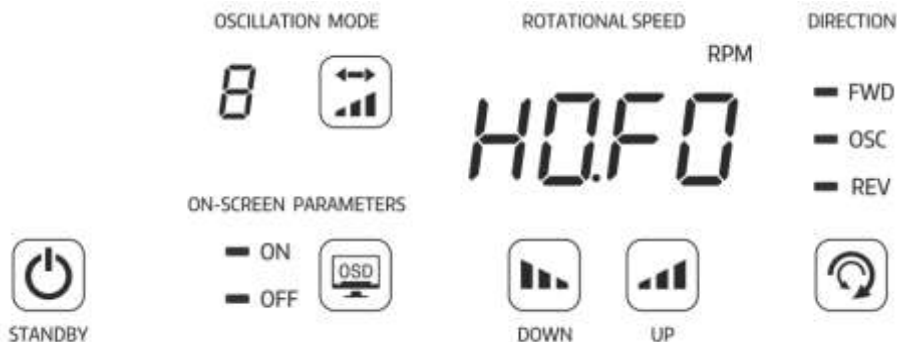 OSCILLATION MODE
ROTATIONAL SPEED
DIRECTION
RPM
8
H0.F0
FWD
OSC
REV
ON-SCREEN PARAMETERS
ON
OFF
OSD
STANDBY
DOWN
UP